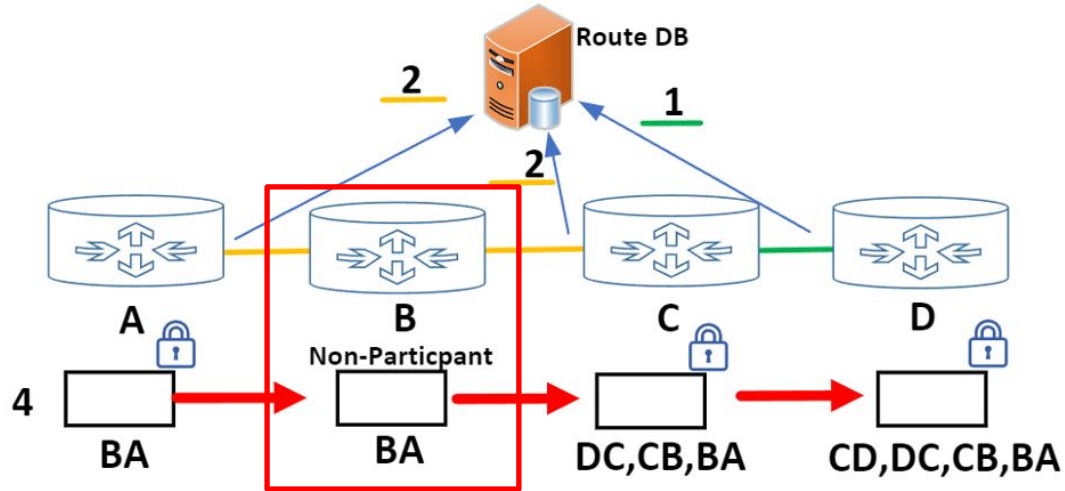 Route DB
2
1
2
A
B
C
D
Non-Particpant
4
BA
BA
DC,CB,BA
CD,DC,CB,BA